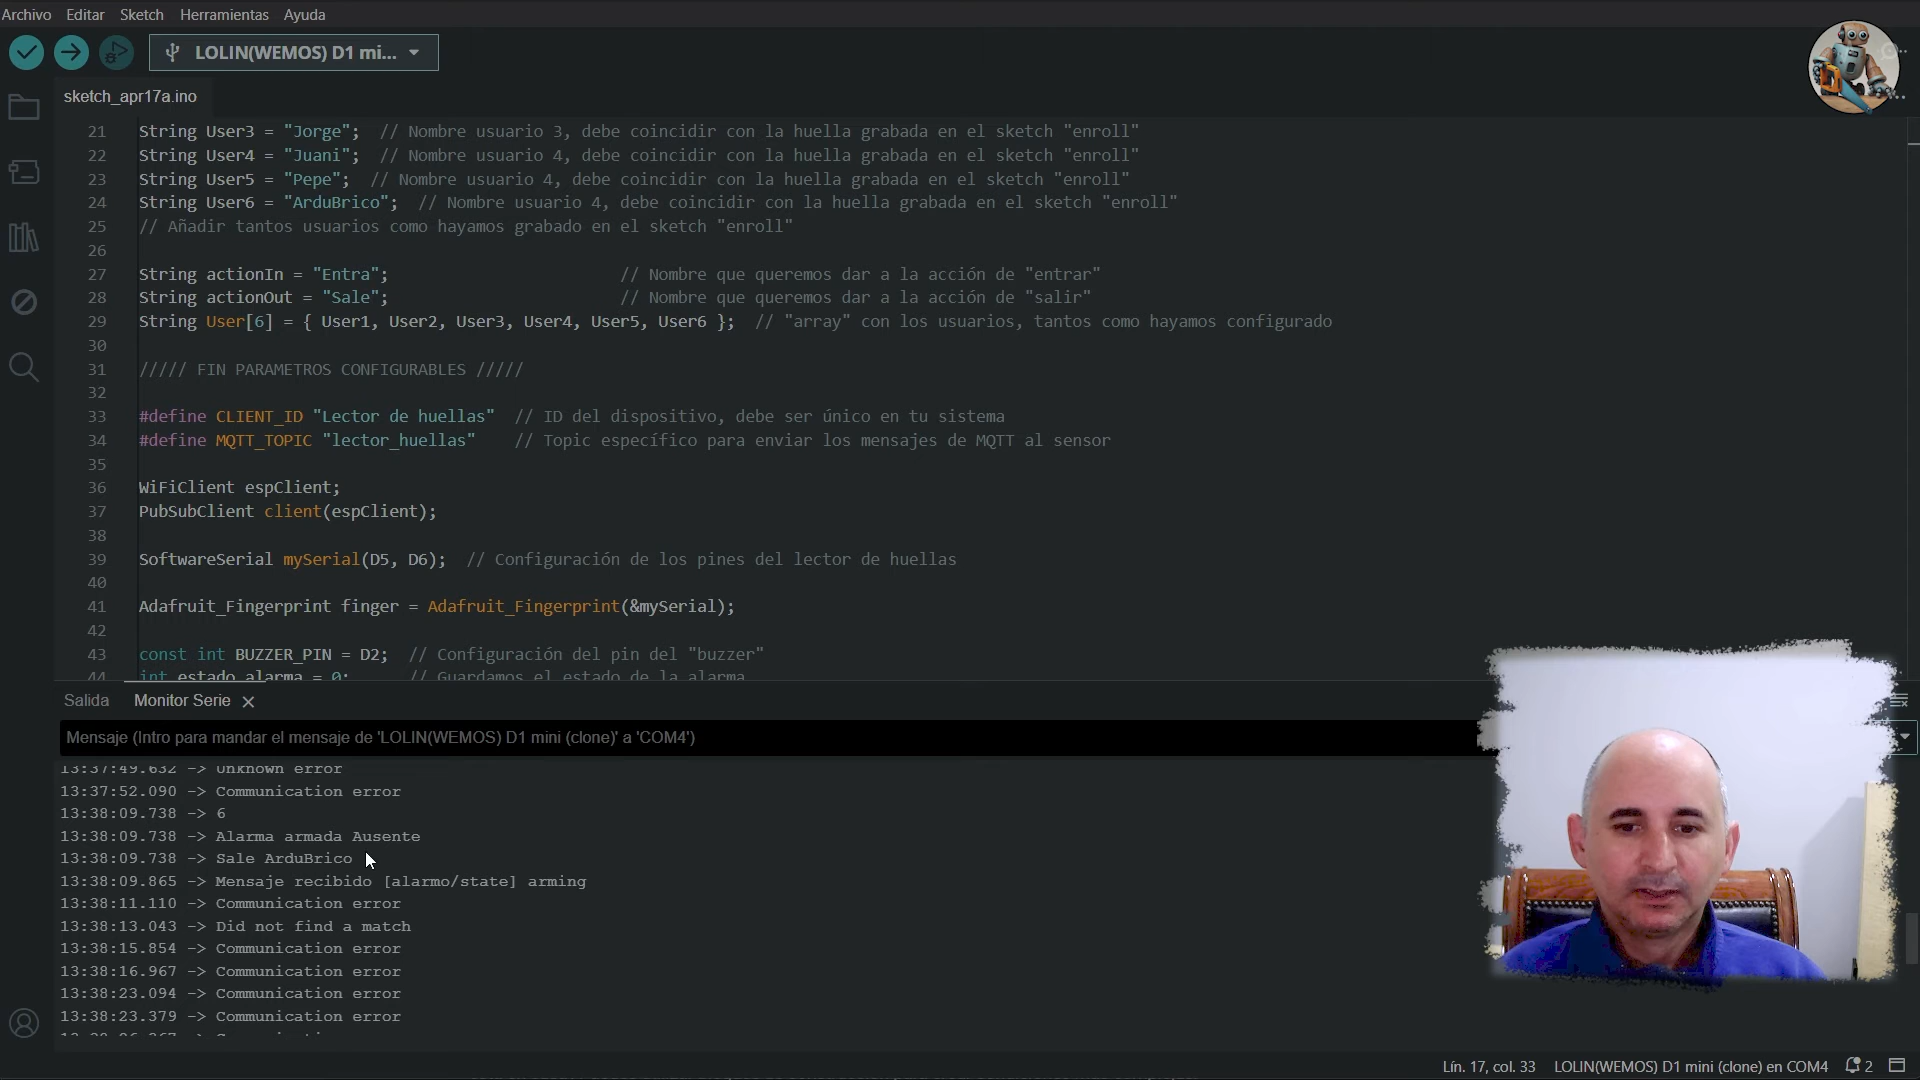 Archivo Editar Sketch Herramientas Ayuda
LOLIN(WEMOS) D1 mi...
sketch_apr17a.ino
21 String User3 = "Jorge"; // Nombre usuario 3, debe coincidir con la huella grabada en el sketch "enroll"
22 String User4 = "Juani"; // Nombre usuario 4, debe coincidir con la huella grabada en el sketch "enroll"
23 String User5 = "Pepe"; // Nombre usuario 4, debe coincidir con la huella grabada en el sketch "enroll"
24 String User6 = "ArduBrico"; // Nombre usuario 4, debe coincidir con la huella grabada en el sketch "enroll"
25 // Añadir tantos usuarios como hayamos grabado en el sketch "enroll"
26
27 String actionIn = "Entra"; // Nombre que queremos dar a la acción de "entrar"
28 String actionOut = "Sale"; // Nombre que queremos dar a la acción de "salir"
29 String User[6] = { User1, User2, User3, User4, User5, User6 }; // "array" con los usuarios, tantos como hayamos configurado
30
31 ///// FIN PARAMETROS CONFIGURABLES /////
32
33 #define CLIENT_ID "Lector de huellas" // ID del dispositivo, debe ser único en tu sistema
34 #define MQTT_TOPIC "lector_huellas" // Topic específico para enviar los mensajes de MQTT al sensor
35
36 WiFiClient espClient;
37 PubSubClient client(espClient);
38
39 SoftwareSerial mySerial(D5, D6); // Configuración de los pines del lector de huellas
40
41 Adafruit_Fingerprint finger = Adafruit_Fingerprint(&mySerial);
42
43 const int BUZZER_PIN = D2; // Configuración del pin del "buzzer"
44 int estado_alarma = 0; // Guardamos el estado de la alarma
Salida Monitor Serie
Mensaje (Intro para mandar el mensaje de 'LOLIN(WEMOS) D1 mini (clone)' a 'COM4')
13:37:49.632 -> Unknown error
13:37:52.090 -> Communication error
13:38:09.738 -> 6
13:38:09.738 -> Alarma armada Ausente
13:38:09.738 -> Sale ArduBrico
13:38:09.865 -> Mensaje recibido [alarmo/state] arming
13:38:11.110 -> Communication error
13:38:13.043 -> Did not find a match
13:38:15.854 -> Communication error
13:38:16.967 -> Communication error
13:38:23.094 -> Communication error
13:38:23.379 -> Communication error
Lín. 17, col. 33 LOLIN(WEMOS) D1 mini (clone) en COM4 2